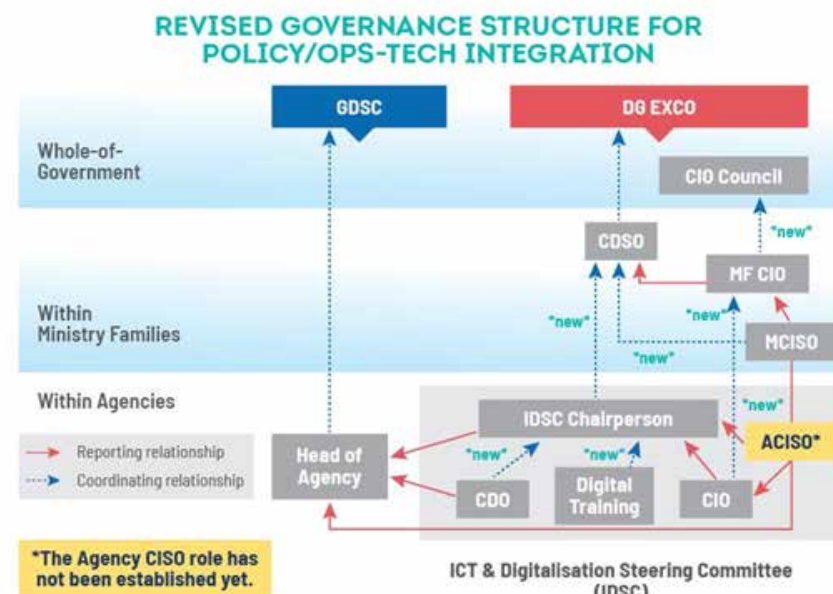 REVISED GOVERNANCE STRUCTURE FOR
POLICY/OPS-TECH INTEGRATION
GDSC
DG EXCO
Whole-of-
Government
CIO Council
*new*
CDSO
MF CIO
Within
Ministry Families
*new*
*new*
MCISO
*new*
Within Agencies
*new*
IDSC Chairperson
ACISO*
Reporting relationship
Coordinating relationship
Head of
Agency
*new*
*new*
CDO
Digital
Training
CIO
*The Agency CISO role has
not been established yet.
ICT & Digitalisation Steering Committee
(IDSC)